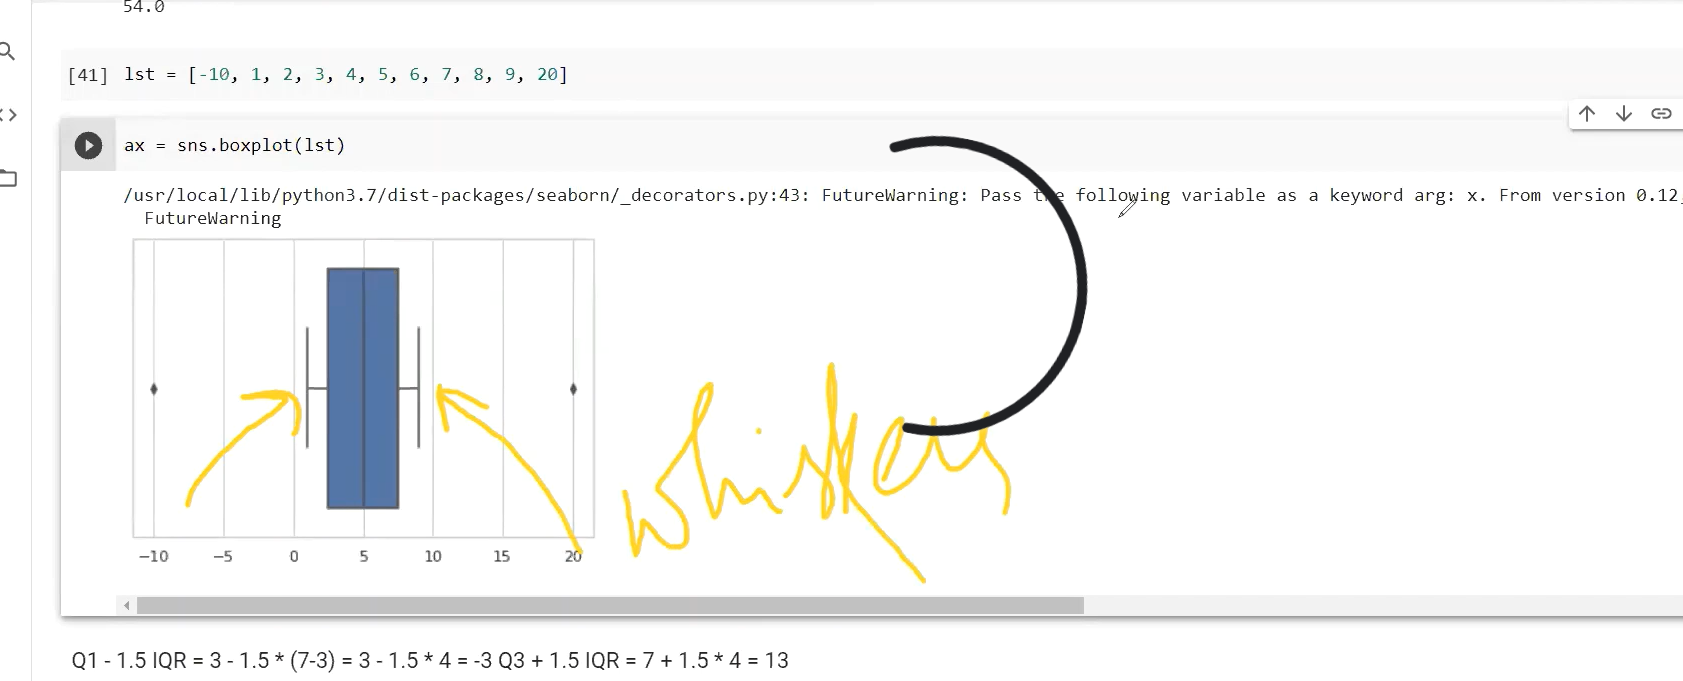 54.0
[41] lst = [-10, 1, 2, 3, 4, 5, 6, 7, 8, 9, 20]
ax = sns.boxplot(lst)
/usr/local/lib/python3.7/dist-packages/seaborn/_decorators.py:43: FutureWarning: Pass the following variable as a keyword arg: x. From version 0.12,
FutureWarning
−10 −5 0 5 10 15 20
Q1 - 1.5 IQR = 3 - 1.5 * (7-3) = 3 - 1.5 * 4 = -3 Q3 + 1.5 IQR = 7 + 1.5 * 4 = 13